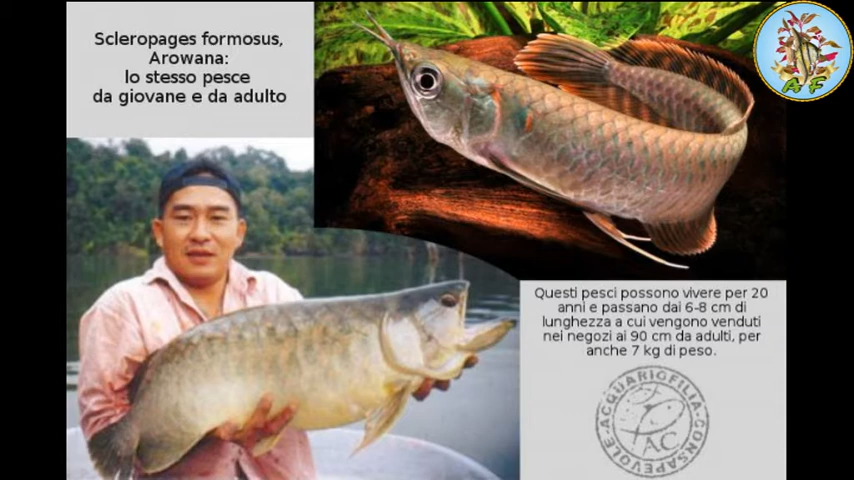 Scleropages formosus,
Arowana:
lo stesso pesce
da giovane e da adulto
A F
Questi pesci possono vivere per 20
anni e passano dai 6-8 cm di
lunghezza a cui vengono venduti
nei negozi ai 90 cm da adulti, per
anche 7 kg di peso.
ACQUARIOFILIA CONSAPEVOLE
AC